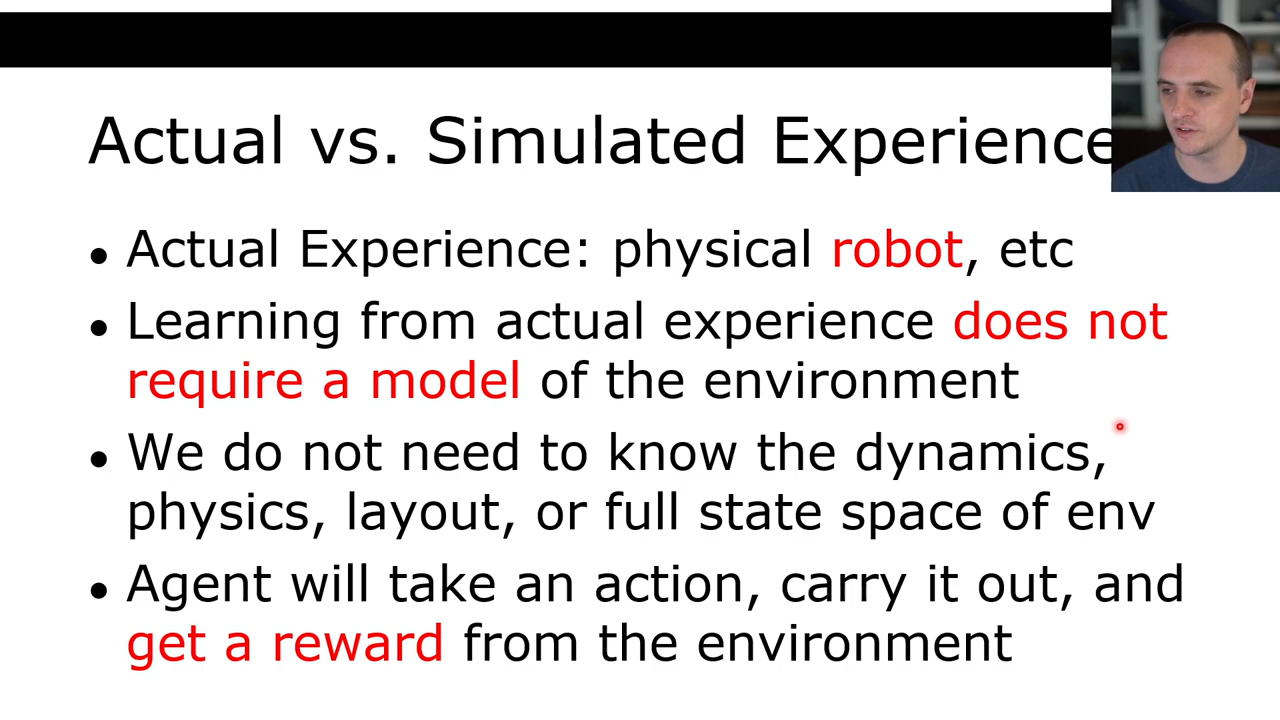 Actual vs. Simulated Experience
• Actual Experience: physical robot, etc
• Learning from actual experience does not
require a model of the environment
• We do not need to know the dynamics,
physics, layout, or full state space of env
• Agent will take an action, carry it out, and
get a reward from the environment